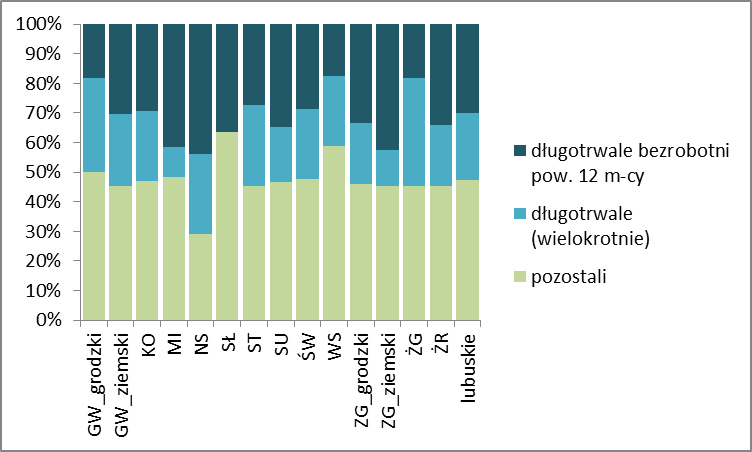 100%
90%
80%
70%
60%
50%
40%
30%
20%
10%
0%
GW_grodzki
GW_ziemski
KO
MI
NS
SŁ
ST
SU
ŚW
WS
ZG_grodzki
ZG_ziemski
ŻG
ŻR
lubuskie
długotrwale bezrobotni
pow. 12 m-cy
długotrwale
(wielokrotnie)
pozostali